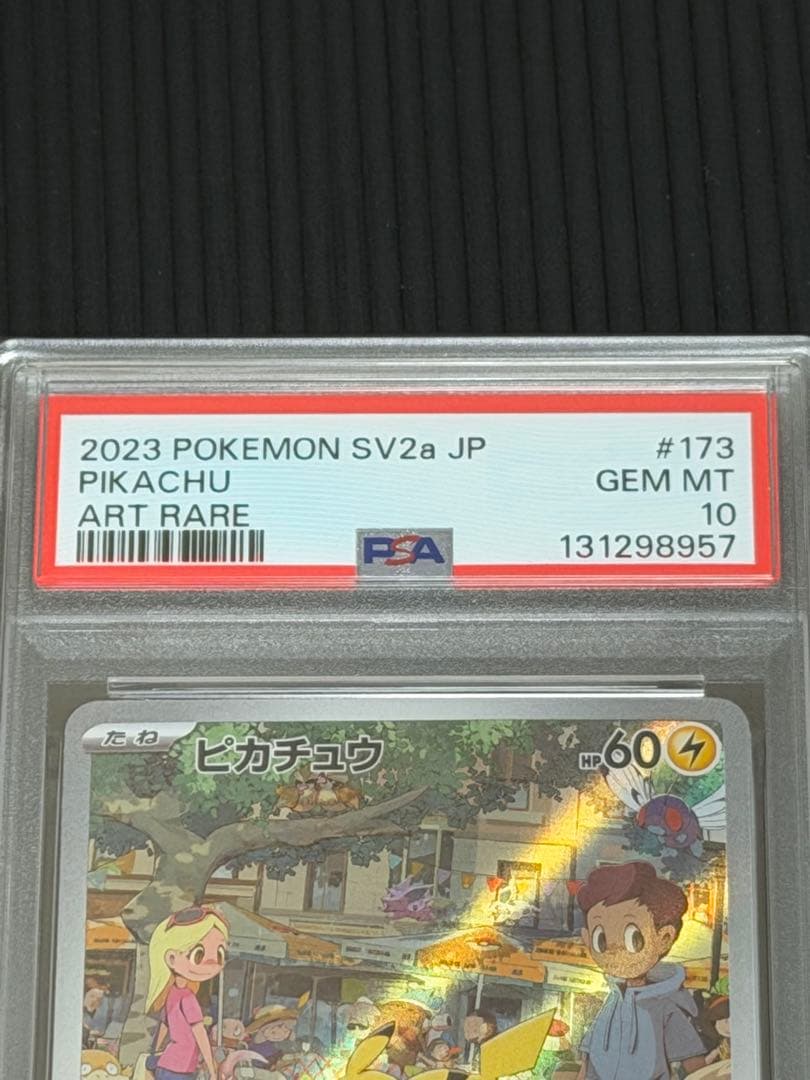 2023 POKEMON SV2a JP #173
PIKACHU GEM MT
ART RARE 10
PSA 131298957
たね ピカチュウ HP60